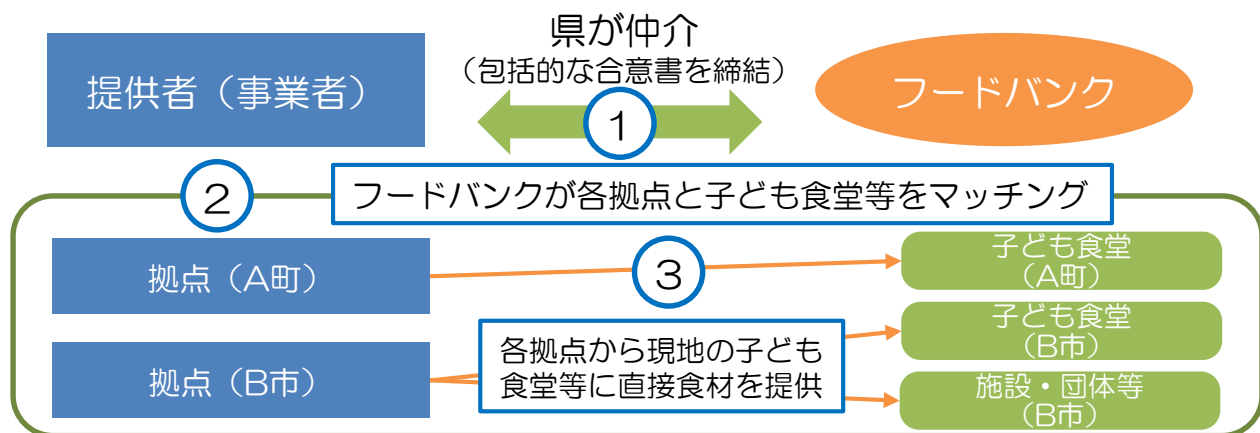 県が仲介
(包括的な合意書を締結)
提供者(事業者)
①
フードバンク
②
フードバンクが各拠点と子ども食堂等をマッチング
拠点(A町)
③
子ども食堂
(A町)
拠点(B市)
各拠点から現地の子ども
食堂等に直接食材を提供
子ども食堂
(B市)
施設・団体等
(B市)